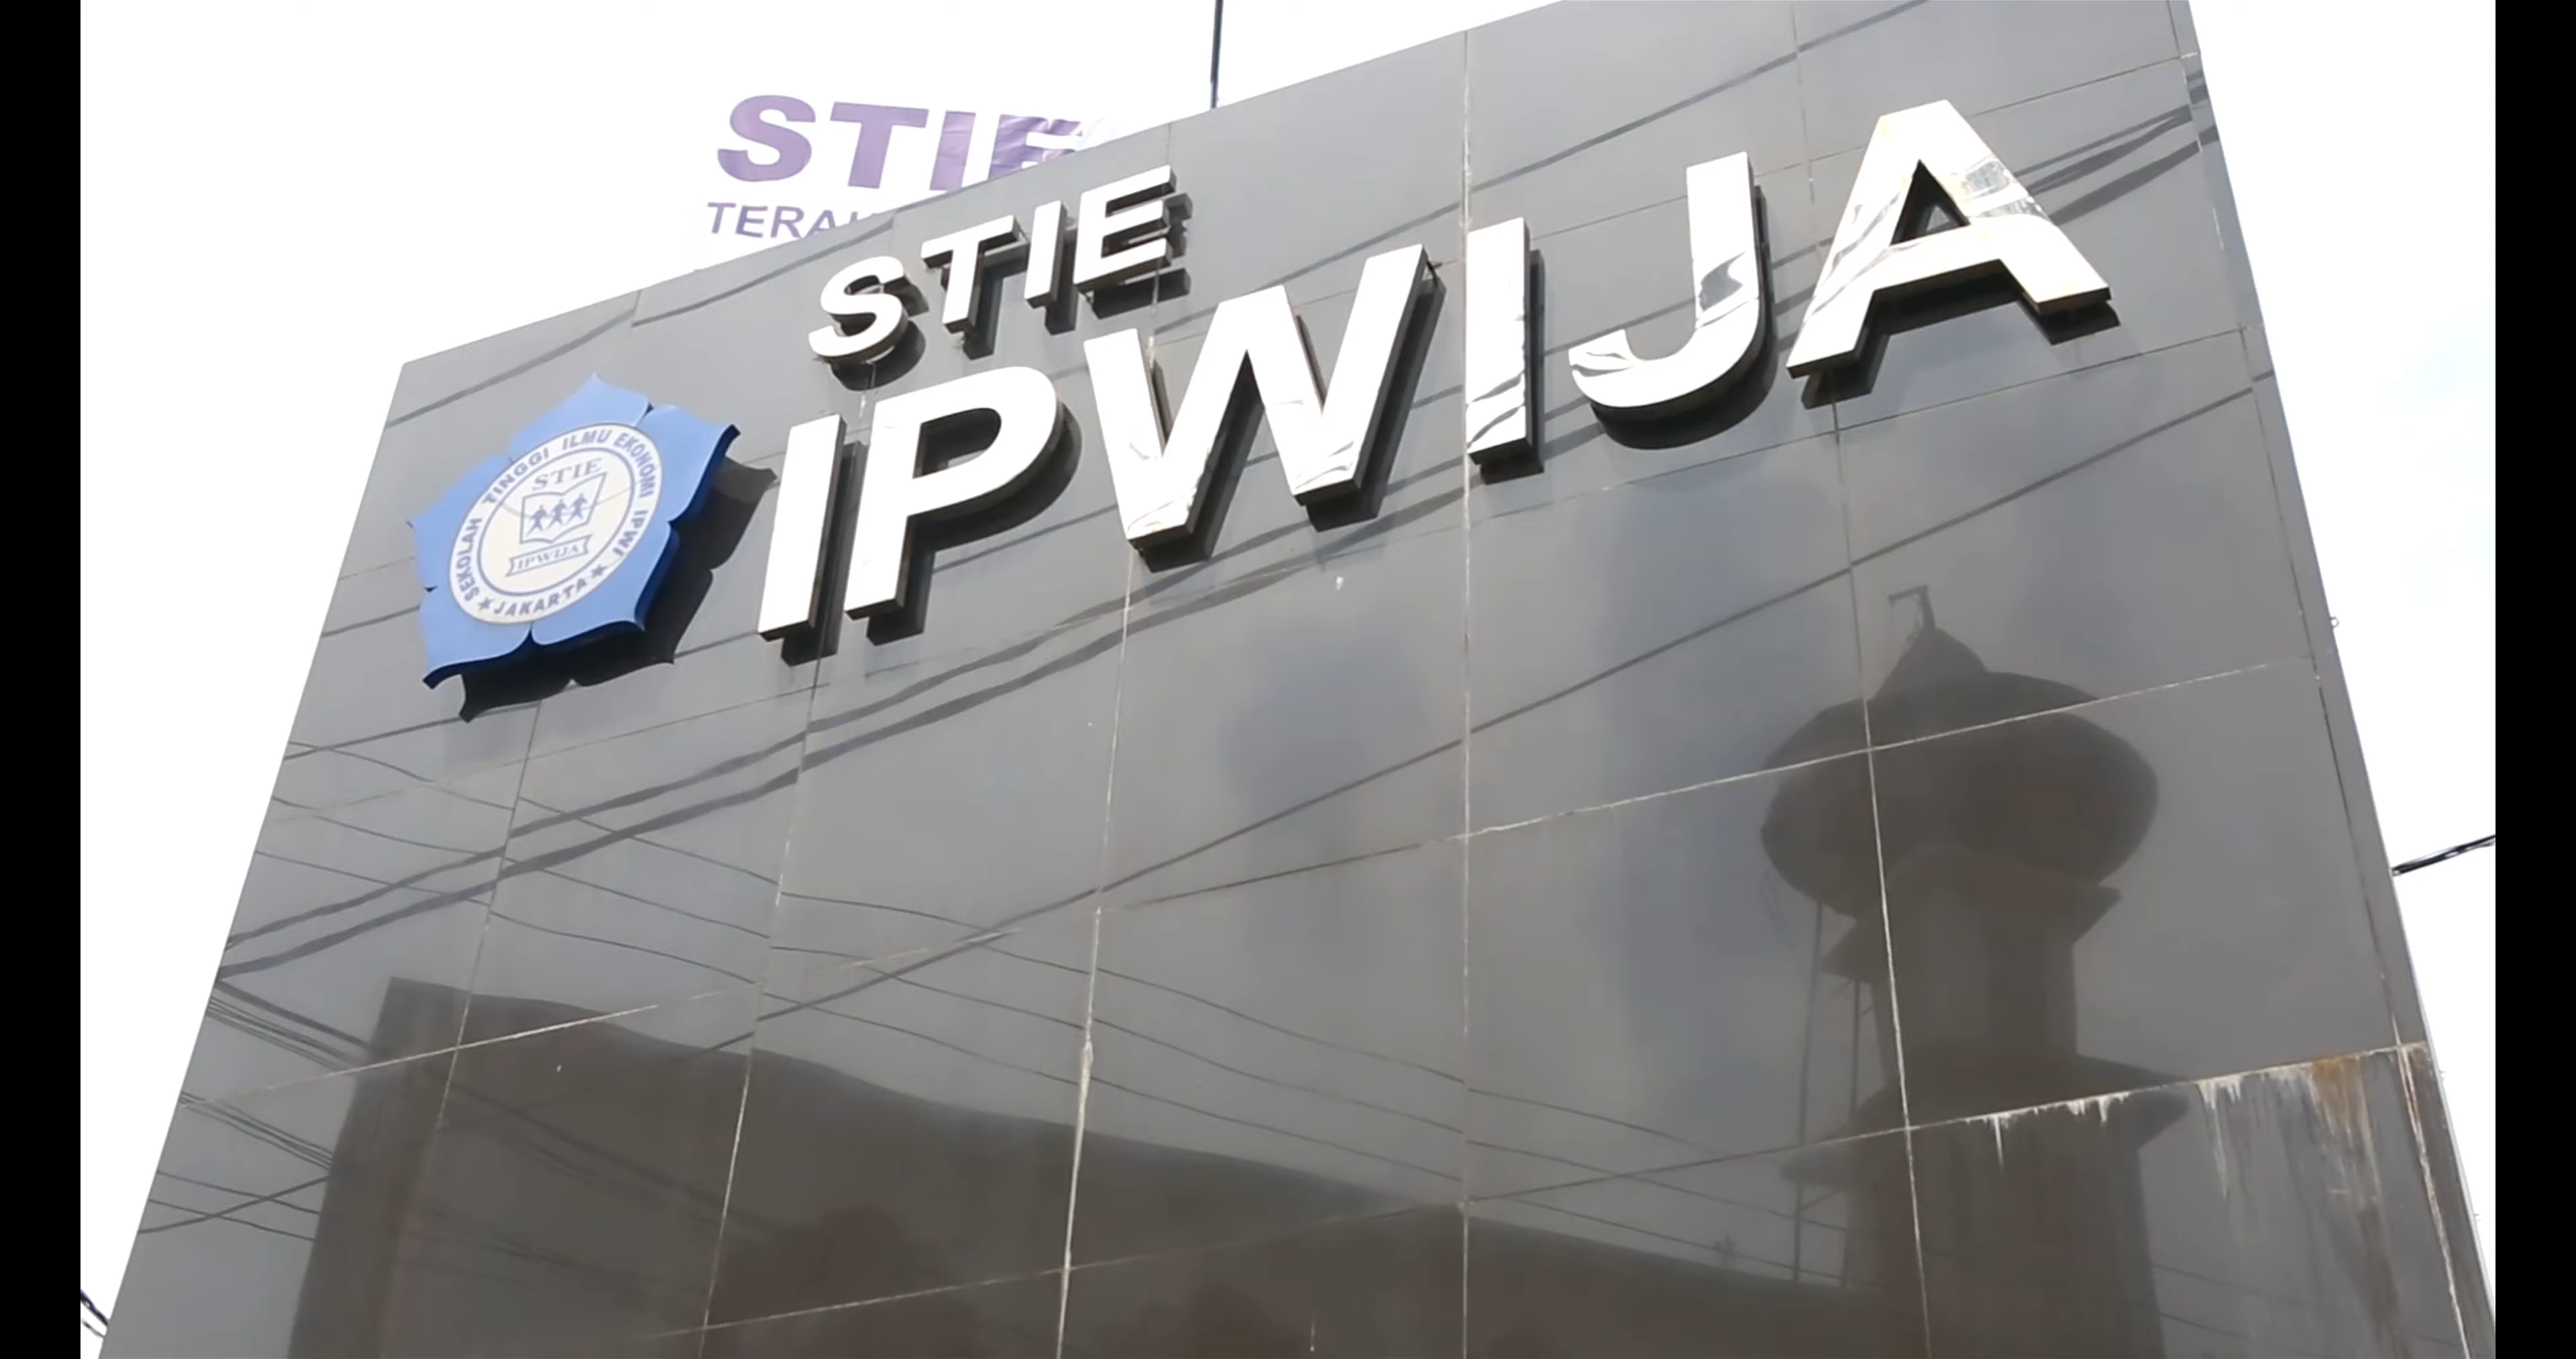 STIE
STIE
IPWIJA
SEKOLAH TINGGI ILMU EKONOMI IPWI
★ JAKARTA ★
STIE
IPWIJA